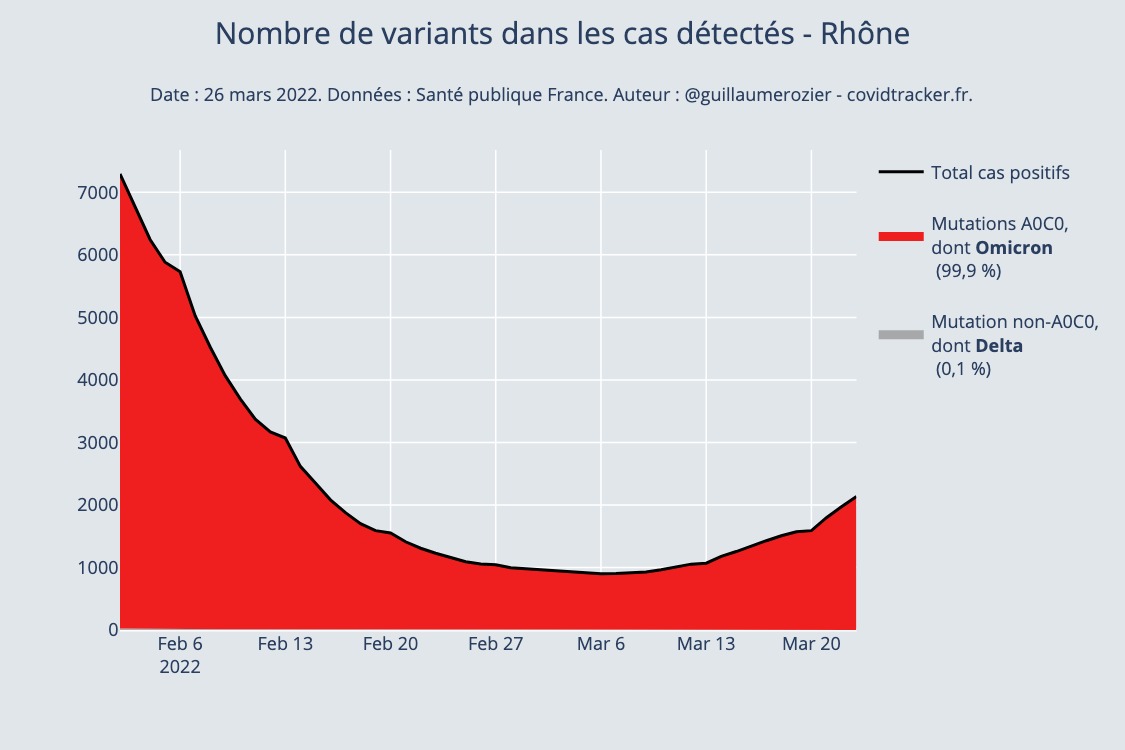 Nombre de variants dans les cas détectés - Rhône
Date : 26 mars 2022. Données : Santé publique France. Auteur : @guillaumerozier - covidtracker.fr.
Total cas positifs
Mutations A0C0,
dont Omicron
(99,9 %)
Mutation non-A0C0,
dont Delta
(0,1 %)
7000
6000
5000
4000
3000
2000
1000
0
Feb 6
2022
Feb 13
Feb 20
Feb 27
Mar 6
Mar 13
Mar 20